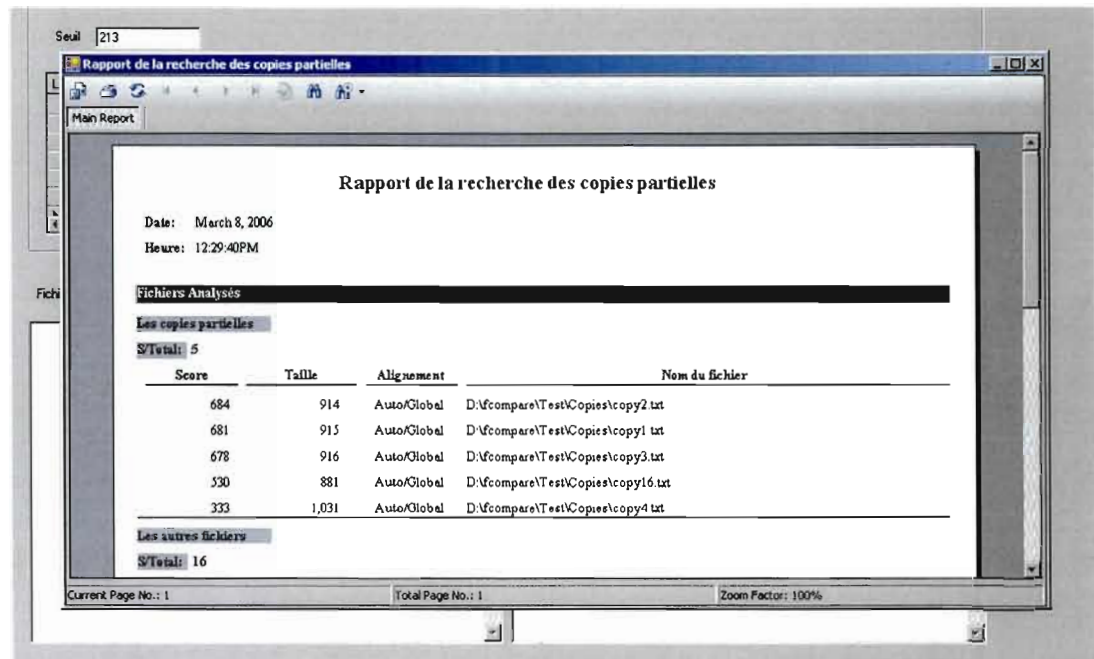 Seuil 213
Rapport de la recherche des copies partielles
Main Report
Rapport de la recherche des copies partielles
Date: March 8, 2006
Heure: 12:29:40PM
Fichiers Analysés
Les copies partielles
S/Total: 5
Score Taille Alignement Nom du fichier
684 914 Auto/Global D:\fcompare\Test\Copies\copy2.txt
681 915 Auto/Global D:\fcompare\Test\Copies\copy1.txt
678 916 Auto/Global D:\fcompare\Test\Copies\copy3.txt
530 881 Auto/Global D:\fcompare\Test\Copies\copy16.txt
333 1,031 Auto/Global D:\fcompare\Test\Copies\copy4.txt
Les autres fichiers
S/Total: 16
Current Page No.: 1 Total Page No.: 1 Zoom Factor: 100%